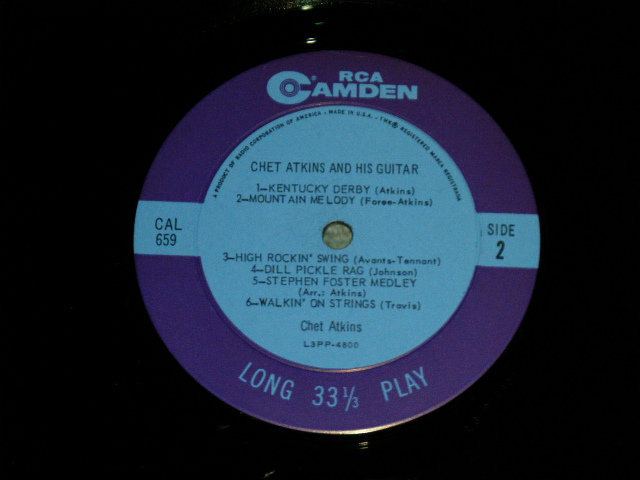 RCA
CAMDEN
A PRODUCT OF RADIO CORPORATION OF AMERICA • MADE IN U.S.A. • TMK® REGISTERED MARCA REGISTRADA
CHET ATKINS AND HIS GUITAR
1—KENTUCKY DERBY (Atkins)
2—MOUNTAIN MELODY (Foree-Atkins)
CAL
659
SIDE
2
3—HIGH ROCKIN' SWING (Avants-Tennant)
4—DILL PICKLE RAG (Johnson)
5—STEPHEN FOSTER MEDLEY
(Arr.: Atkins)
6—WALKIN' ON STRINGS (Travis)
Chet Atkins
L3PP-4800
LONG 33⅓ PLAY